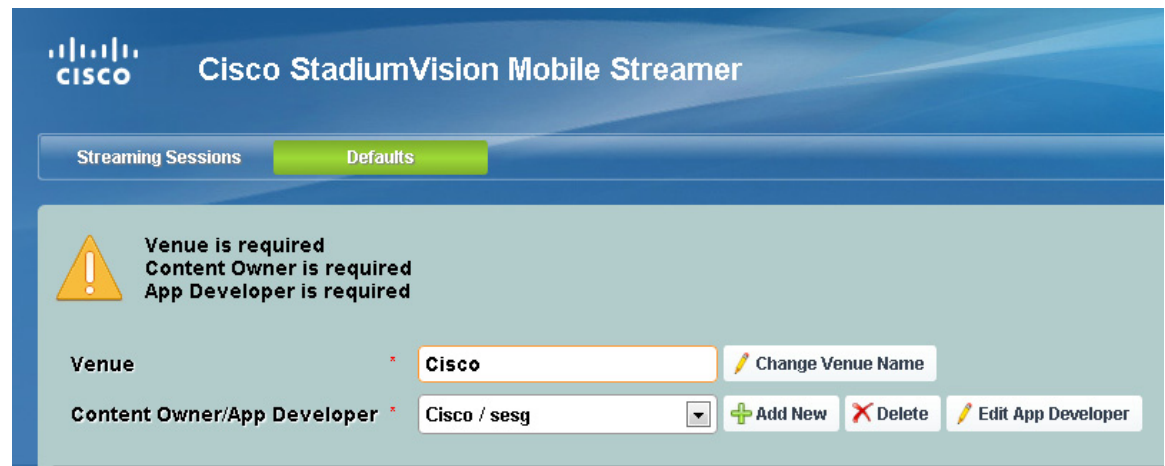 CISCO
Cisco StadiumVision Mobile Streamer
Streaming Sessions Defaults
Venue is required
Content Owner is required
App Developer is required
Venue * Cisco Change Venue Name
Content Owner/App Developer * Cisco / sesg Add New Delete Edit App Developer